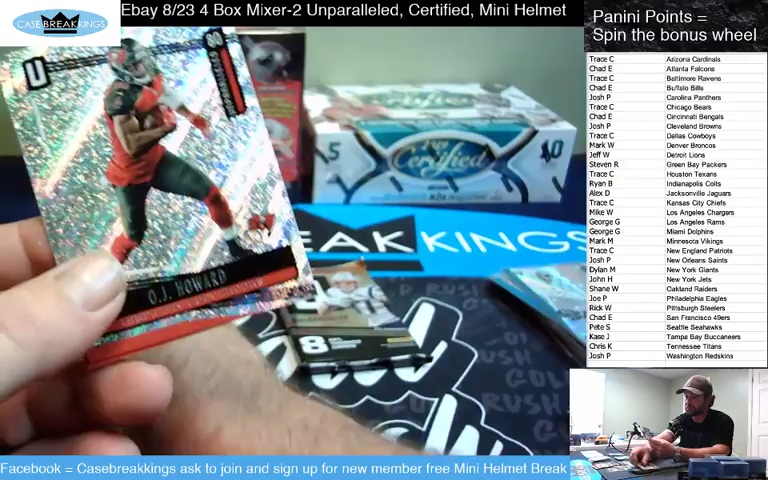 Ebay 8/23 4 Box Mixer-2 Unparalleled, Certified, Mini Helmet
CASEBREAKKINGS
Panini Points =
Spin the bonus wheel
Trace C Arizona Cardinals
Chad E Atlanta Falcons
Trace C Baltimore Ravens
Chad E Buffalo Bills
Josh P Carolina Panthers
Trace C Chicago Bears
Chad E Cincinnati Bengals
Josh P Cleveland Browns
Trace C Dallas Cowboys
Mark W Denver Broncos
Jeff W Detroit Lions
Steven R Green Bay Packers
Trace C Houston Texans
Ryan B Indianapolis Colts
Alex D Jacksonville Jaguars
Trace C Kansas City Chiefs
Mike W Los Angeles Chargers
George G Los Angeles Rams
George G Miami Dolphins
Mark M Minnesota Vikings
Trace C New England Patriots
Josh P New Orleans Saints
Dylan M New York Giants
John H New York Jets
Shane W Oakland Raiders
Joe P Philadelphia Eagles
Rick W Pittsburgh Steelers
Chad E San Francisco 49ers
Pete S Seattle Seahawks
Kase J Tampa Bay Buccaneers
Chris K Tennessee Titans
Josh P Washington Redskins
U
O.J. HOWARD
5
Certified
10
EAKKINGS
8
RUSH
GOLD
RUSH
Facebook = Casebreakkings ask to join and sign up for new member free Mini Helmet Break